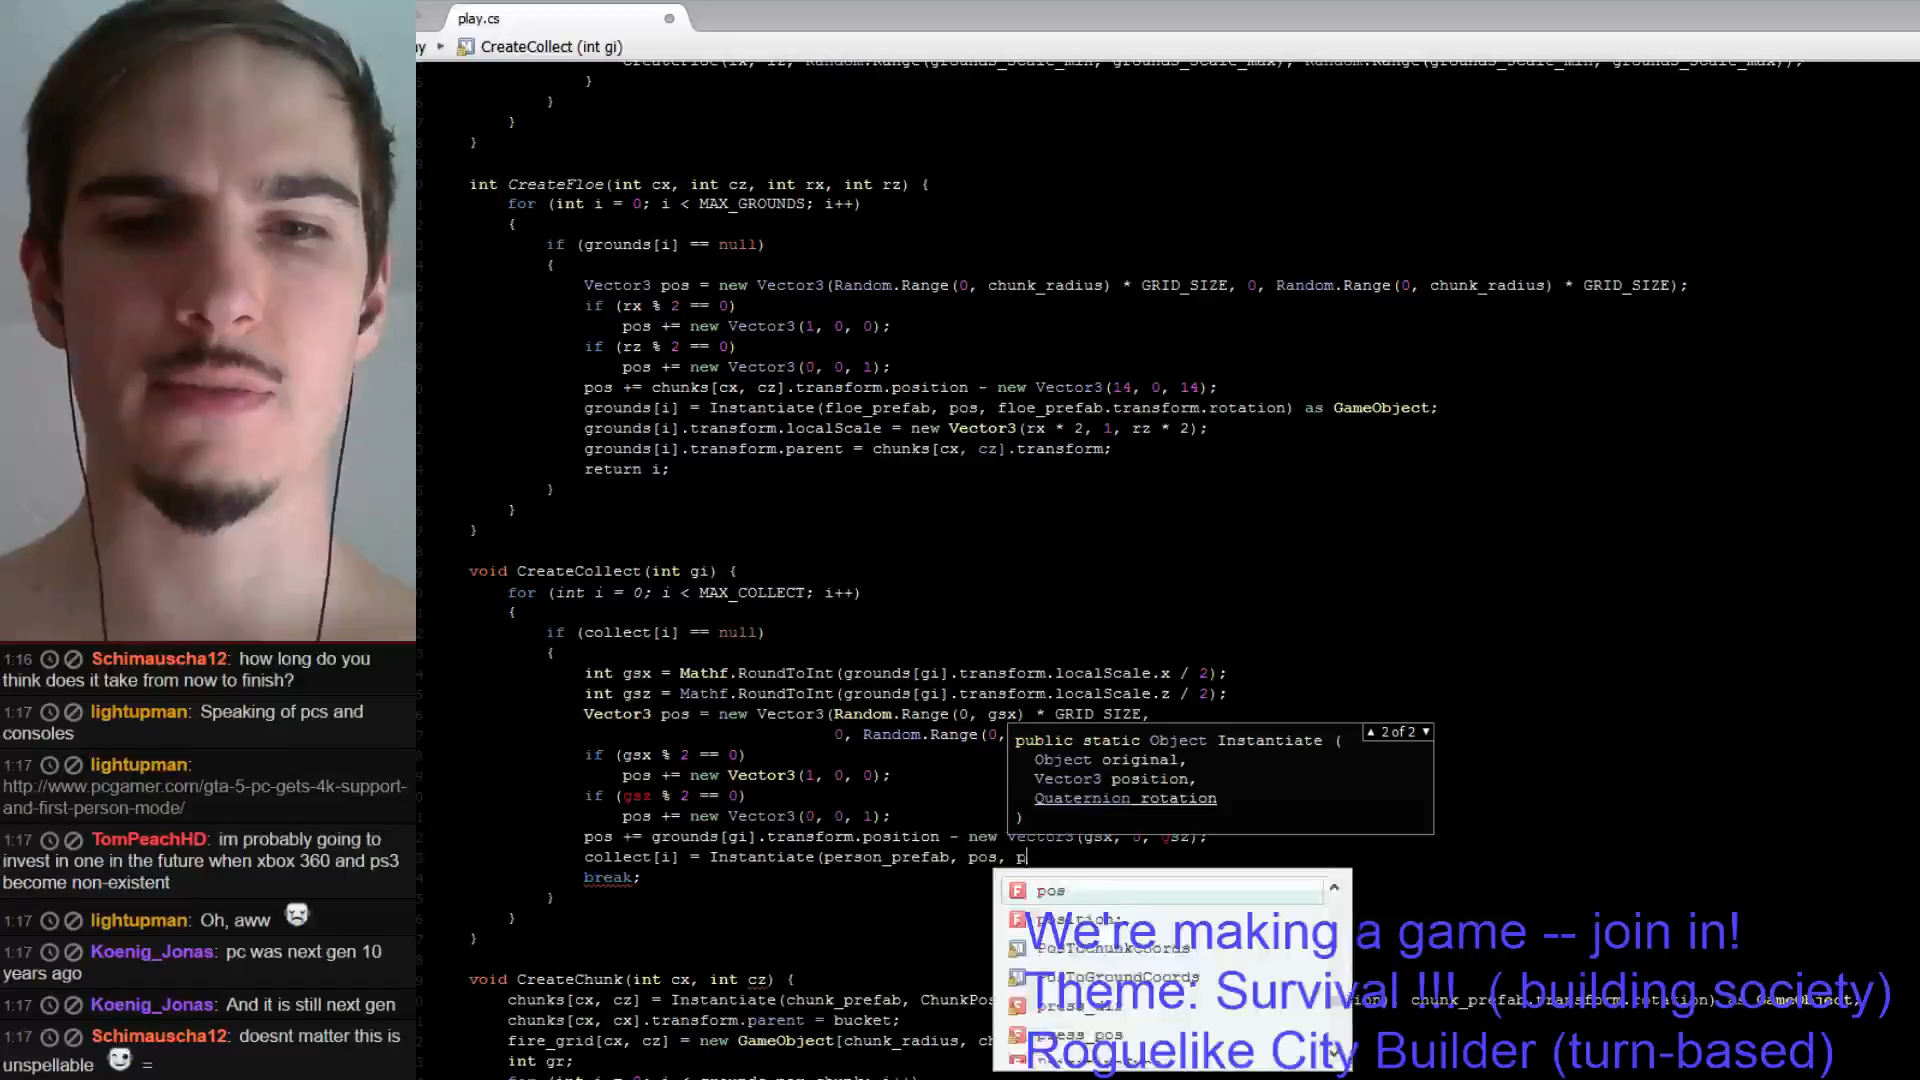 play.cs
CreateCollect (int gi)
}
}
}
}
int CreateFloe(int cx, int cz, int rx, int rz) {
for (int i = 0; i < MAX_GROUNDS; i++)
{
if (grounds[i] == null)
{
Vector3 pos = new Vector3(Random.Range(0, chunk_radius) * GRID_SIZE, 0, Random.Range(0, chunk_radius) * GRID_SIZE);
if (rx % 2 == 0)
pos += new Vector3(1, 0, 0);
if (rz % 2 == 0)
pos += new Vector3(0, 0, 1);
pos += chunks[cx, cz].transform.position - new Vector3(14, 0, 14);
grounds[i] = Instantiate(floe_prefab, pos, floe_prefab.transform.rotation) as GameObject;
grounds[i].transform.localScale = new Vector3(rx * 2, 1, rz * 2);
grounds[i].transform.parent = chunks[cx, cz].transform;
return i;
}
}
}
void CreateCollect(int gi) {
for (int i = 0; i < MAX_COLLECT; i++)
{
if (collect[i] == null)
{
int gsx = Mathf.RoundToInt(grounds[gi].transform.localScale.x / 2);
int gsz = Mathf.RoundToInt(grounds[gi].transform.localScale.z / 2);
Vector3 pos = new Vector3(Random.Range(0, gsx) * GRID_SIZE,
0, Random.Range(0,
if (gsx % 2 == 0)
pos += new Vector3(1, 0, 0);
if (gsz % 2 == 0)
pos += new Vector3(0, 0, 1);
pos += grounds[gi].transform.position - new Vector3(gsx, 0, gsz);
collect[i] = Instantiate(person_prefab, pos, p
break;
}
}
}
void CreateChunk(int cx, int cz) {
chunks[cx, cz] = Instantiate(chunk_prefab, ChunkPos
chunks[cx, cx].transform.parent = bucket;
fire_grid[cx, cz] = new GameObject[chunk_radius, c
int gr;
▲ 2 of 2 ▼
public static Object Instantiate (
Object original,
Vector3 position,
Quaternion rotation
)
pos
position;
PosToChunkCoords
PosToGroundCoords
press_dis
press_pos
We're making a game -- join in!
Theme: Survival !!! ( building society)
Roguelike City Builder (turn-based)
1:16 Schimauscha12: how long do you
think does it take from now to finish?
1:17 lightupman: Speaking of pcs and
consoles
1:17 lightupman:
http://www.pcgamer.com/gta-5-pc-gets-4k-support-
and-first-person-mode/
1:17 TomPeachHD: im probably going to
invest in one in the future when xbox 360 and ps3
become non-existent
1:17 lightupman: Oh, aww
1:17 Koenig_Jonas: pc was next gen 10
years ago
1:17 Koenig_Jonas: And it is still next gen
1:17 Schimauscha12: doesnt matter this is
unspellable =